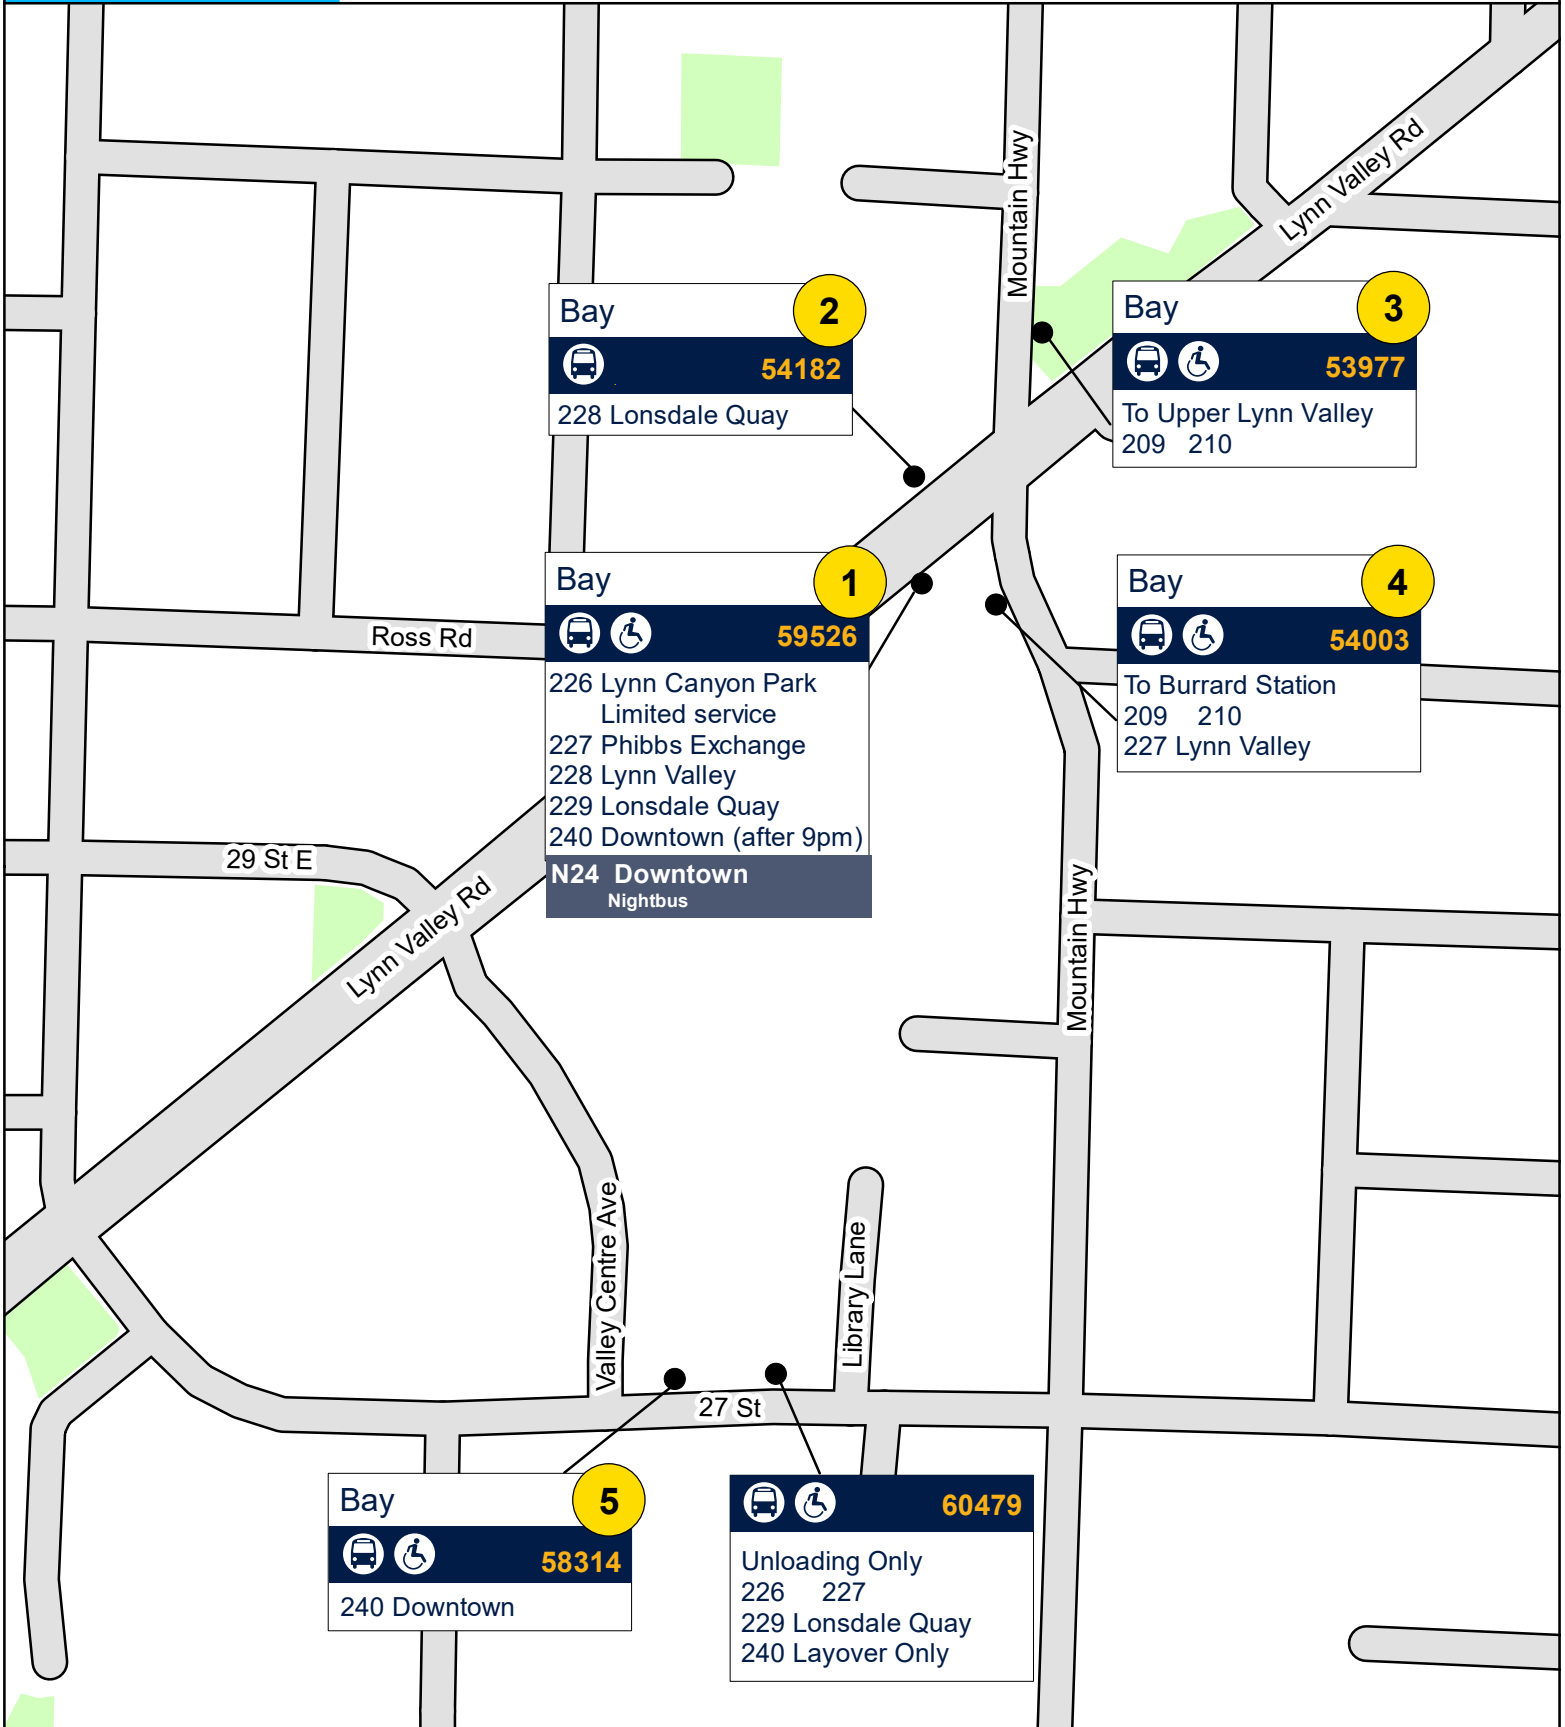 Mountain Hwy
Lynn Valley Rd
Bay 2
54182
228 Lonsdale Quay
Bay 3
53977
To Upper Lynn Valley
209 210
Bay 1
59526
226 Lynn Canyon Park
Limited service
227 Phibbs Exchange
228 Lynn Valley
229 Lonsdale Quay
240 Downtown (after 9pm)
N24 Downtown
Nightbus
Bay 4
54003
To Burrard Station
209 210
227 Lynn Valley
Ross Rd
29 St E
Lynn Valley Rd
Mountain Hwy
Valley Centre Ave
Library Lane
27 St
Bay 5
58314
240 Downtown
60479
Unloading Only
226 227
229 Lonsdale Quay
240 Layover Only